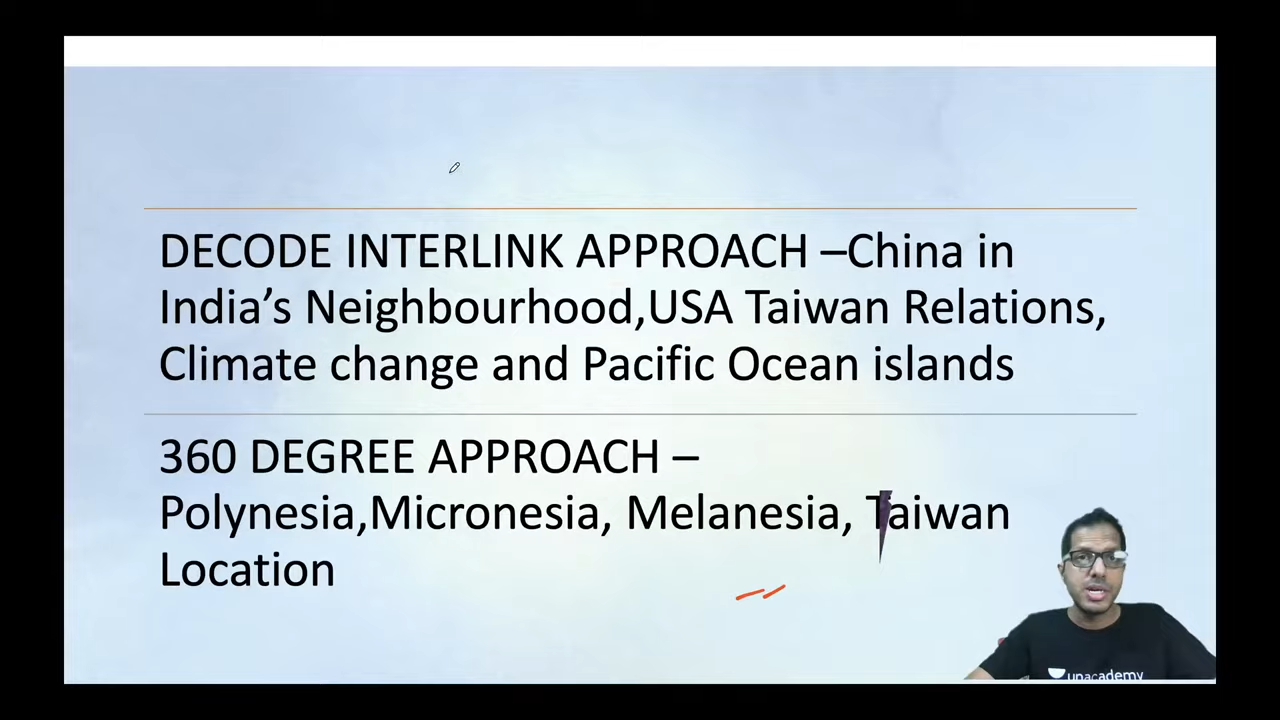 DECODE INTERLINK APPROACH –China in
India’s Neighbourhood,USA Taiwan Relations,
Climate change and Pacific Ocean islands
360 DEGREE APPROACH –
Polynesia,Micronesia, Melanesia, Taiwan
Location
unacademy